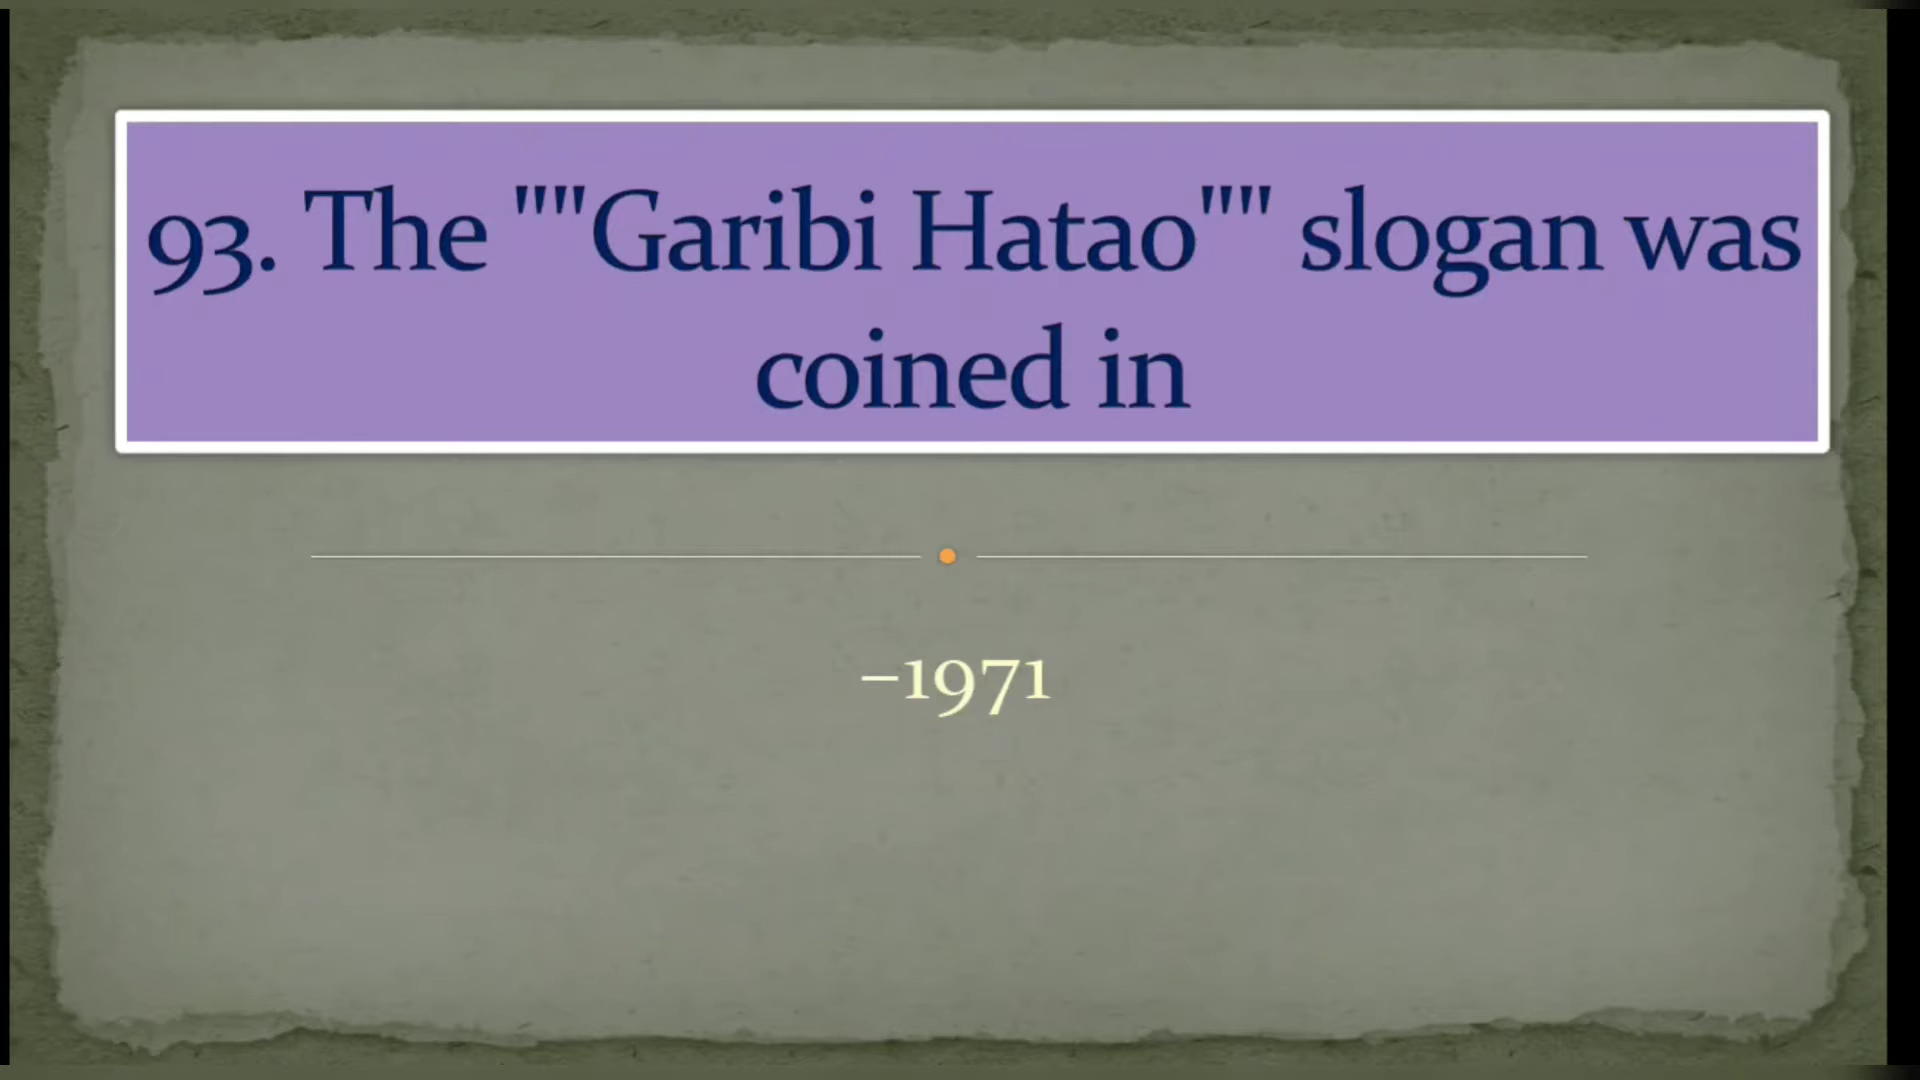 93. The ""Garibi Hatao"" slogan was
coined in
–1971